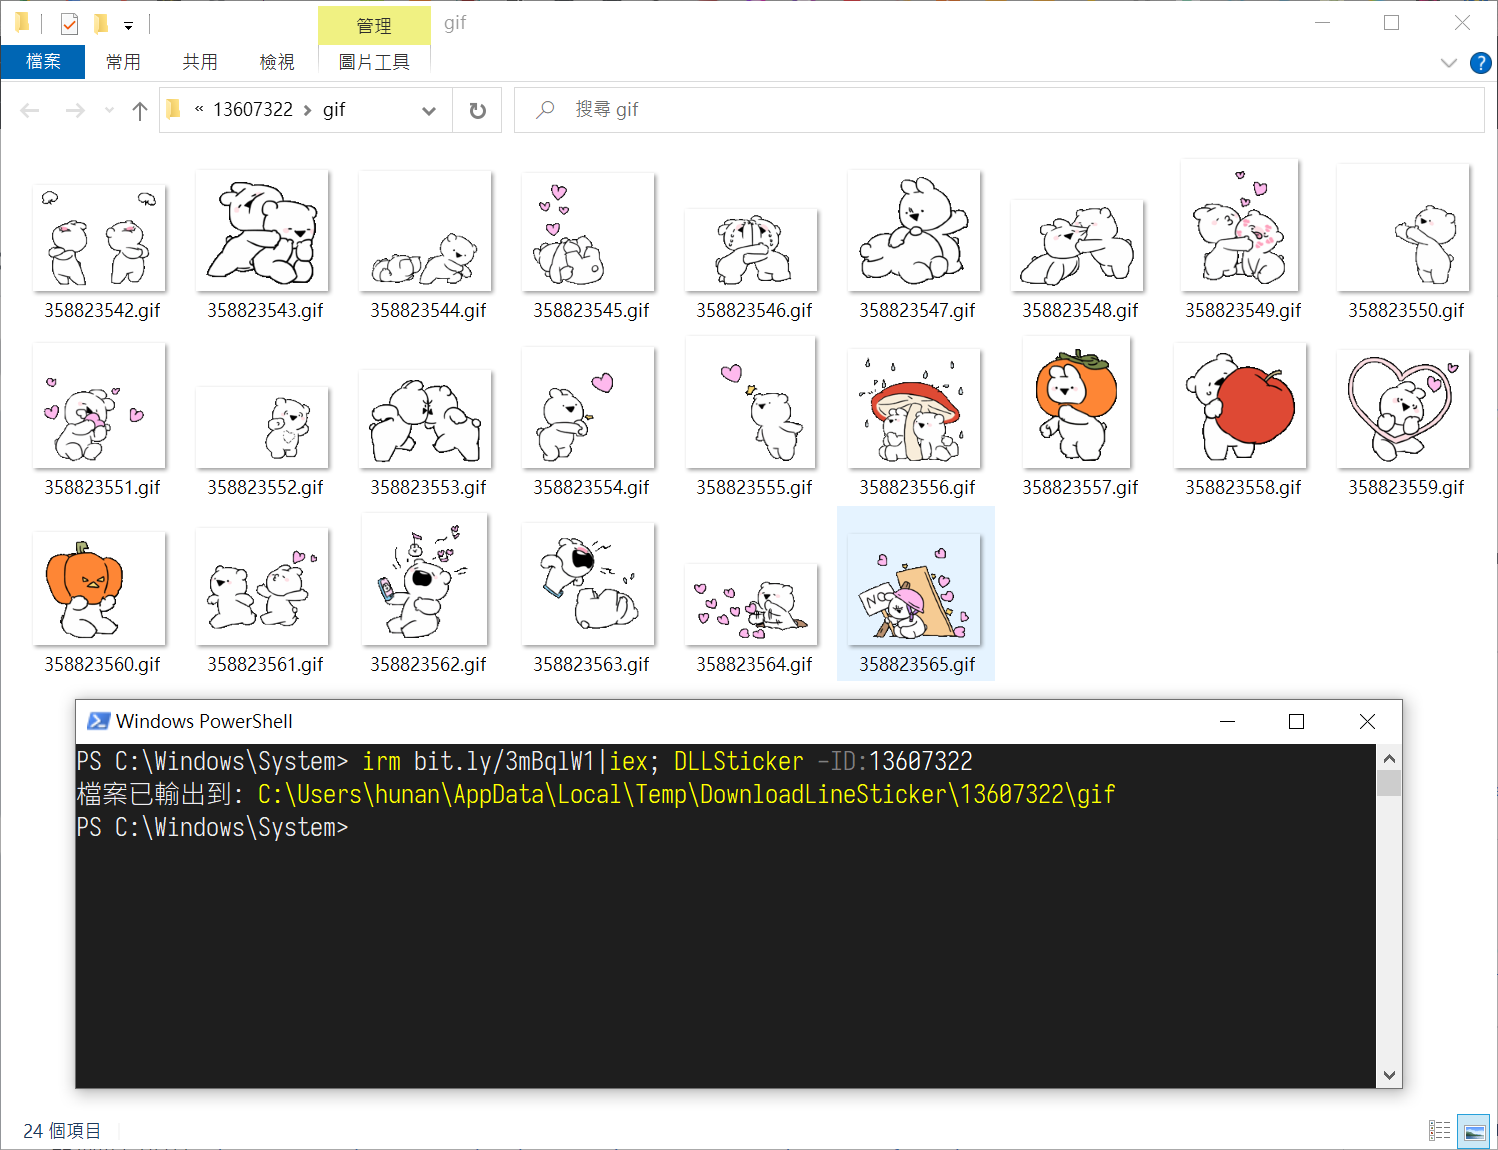 管理
gif
檔案
常用
共用
檢視
圖片工具
« 13607322 › gif
搜尋 gif
358823542.gif
358823543.gif
358823544.gif
358823545.gif
358823546.gif
358823547.gif
358823548.gif
358823549.gif
358823550.gif
358823551.gif
358823552.gif
358823553.gif
358823554.gif
358823555.gif
358823556.gif
358823557.gif
358823558.gif
358823559.gif
NO
358823560.gif
358823561.gif
358823562.gif
358823563.gif
358823564.gif
358823565.gif
Windows PowerShell
PS C:\Windows\System> irm bit.ly/3mBqlW1|iex; DLLSticker -ID:13607322
檔案已輸出到: C:\Users\hunan\AppData\Local\Temp\DownloadLineSticker\13607322\gif
PS C:\Windows\System>
24 個項目